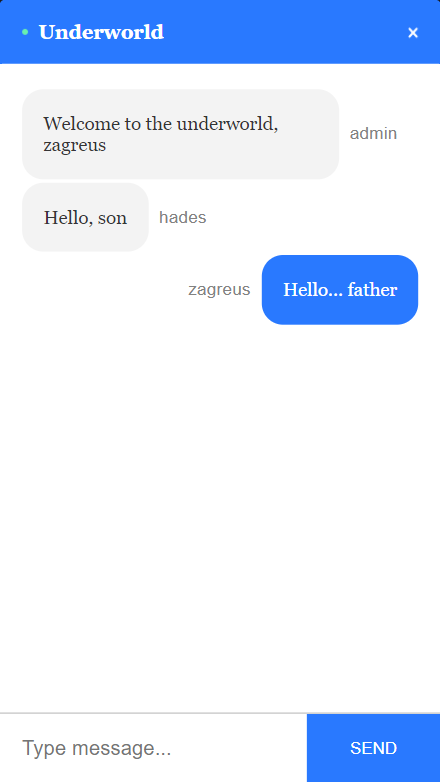 Underworld
×
Welcome to the underworld,
zagreus
admin
Hello, son
hades
zagreus
Hello... father
Type message...
SEND